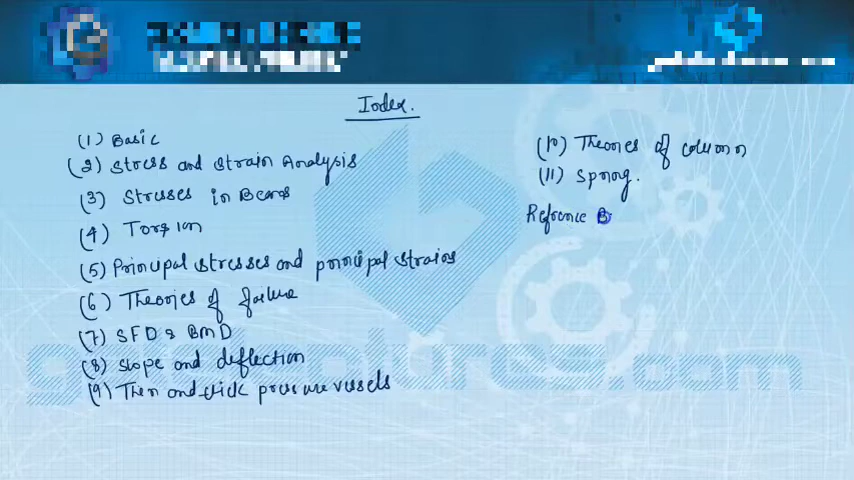 Index.
(1) Basic
(2) Stress and Strain Analysis
(3) Stresses in Beams
(4) Torsion
(5) Principal stresses and principal strains
(6) Theories of failure
(7) SFD & BMD
(8) Slope and deflection
(9) Then and thick pressure vessels
(10) Theories of column
(11) Spring.
Refrence B